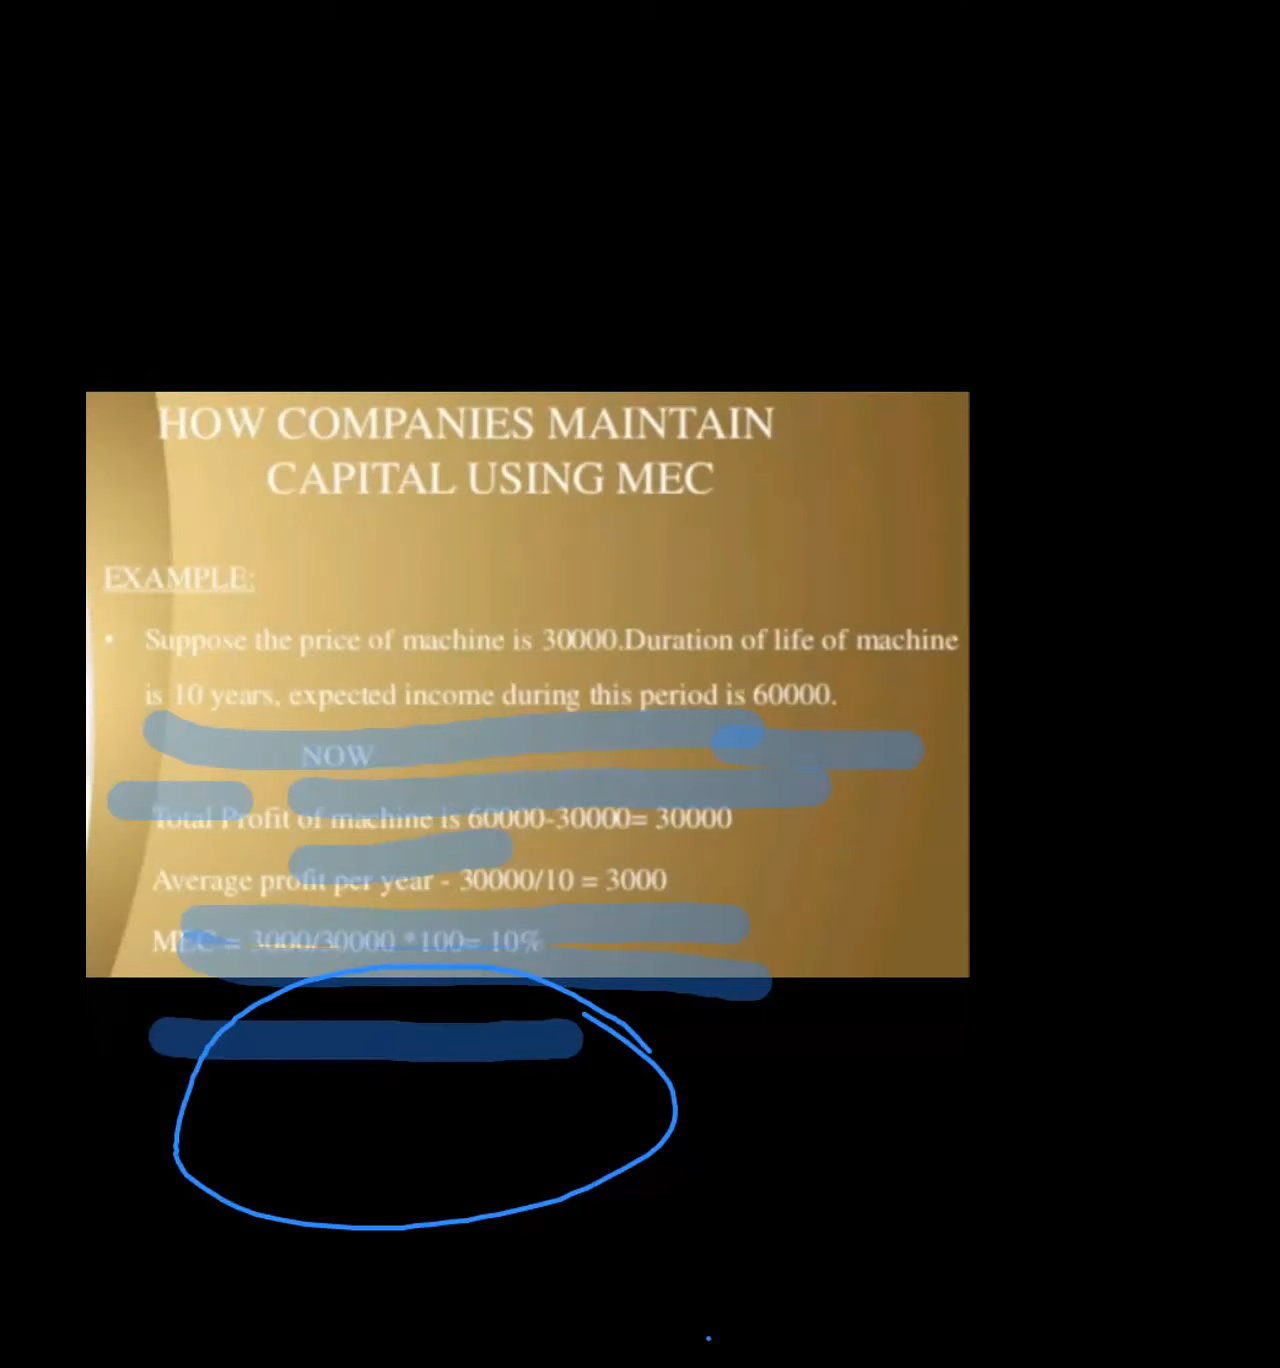 HOW COMPANIES MAINTAIN
CAPITAL USING MEC
EXAMPLE:
• Suppose the price of machine is 30000.Duration of life of machine
is 10 years, expected income during this period is 60000.
NOW
Total Profit of machine is 60000-30000= 30000
Average profit per year - 30000/10 = 3000
MEC = 3000/30000 *100= 10%